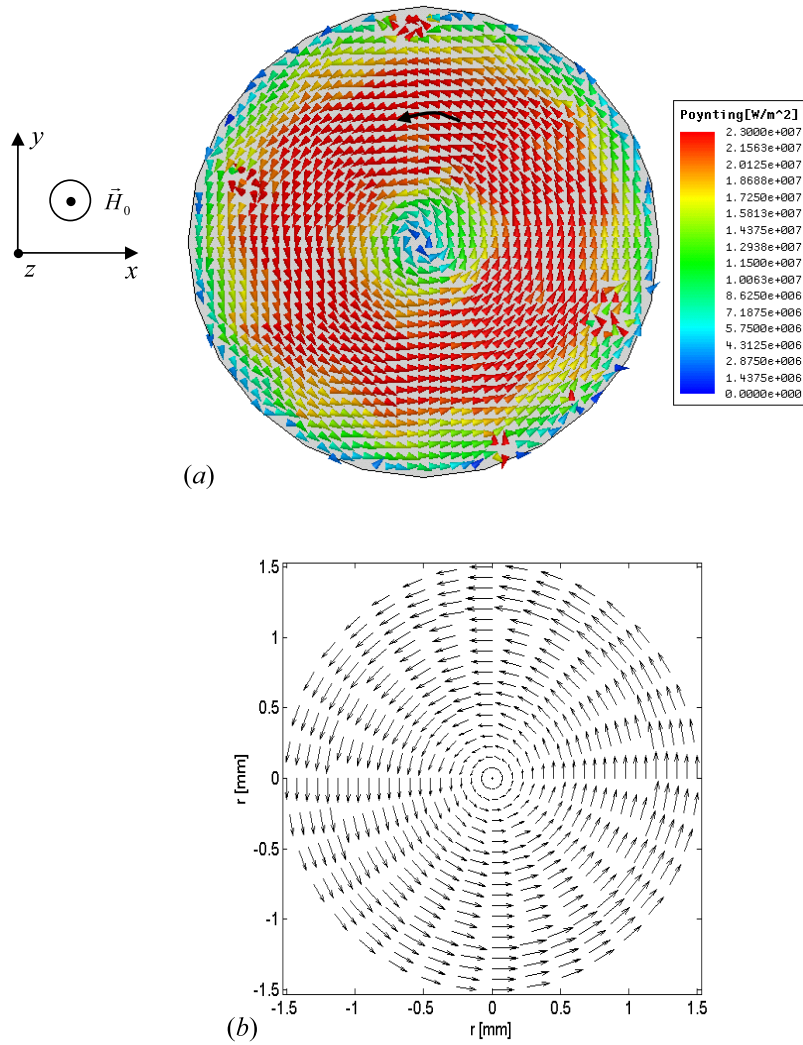 y
H⃗₀
z
x
Poynting[W/m^2]
2.3000e+007
2.1563e+007
2.0125e+007
1.8688e+007
1.7250e+007
1.5813e+007
1.4375e+007
1.2938e+007
1.1500e+007
1.0063e+007
8.6250e+006
7.1875e+006
5.7500e+006
4.3125e+006
2.8750e+006
1.4375e+006
0.0000e+000
(a)
1.5
1
0.5
0
-0.5
-1
-1.5
r [mm]
-1.5 -1 -0.5 0 0.5 1 1.5
r [mm]
(b)